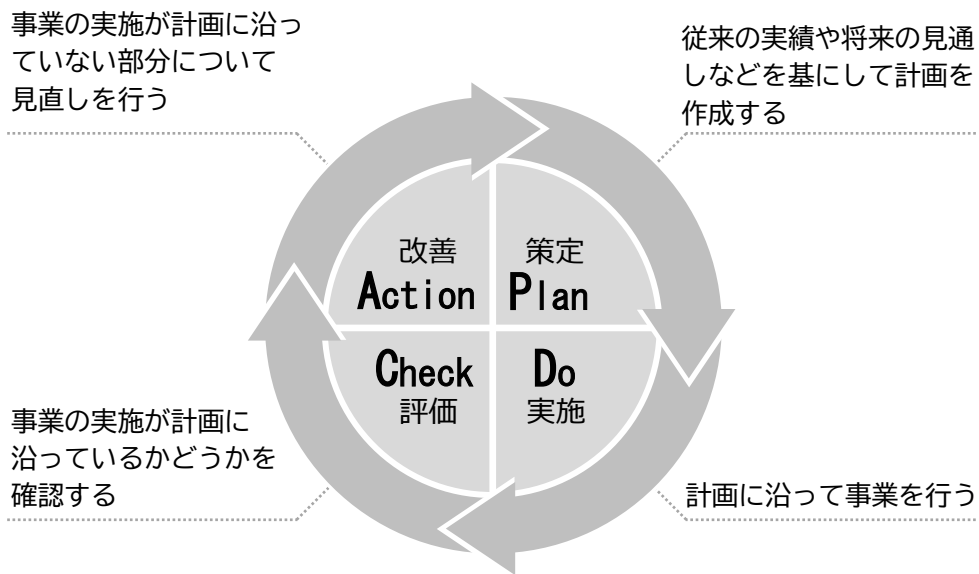 事業の実施が計画に沿っ
ていない部分について
見直しを行う
従来の実績や将来の見通
しなどを基にして計画を
作成する
改善
Action
策定
Plan
Check
評価
Do
実施
事業の実施が計画に
沿っているかどうかを
確認する
計画に沿って事業を行う